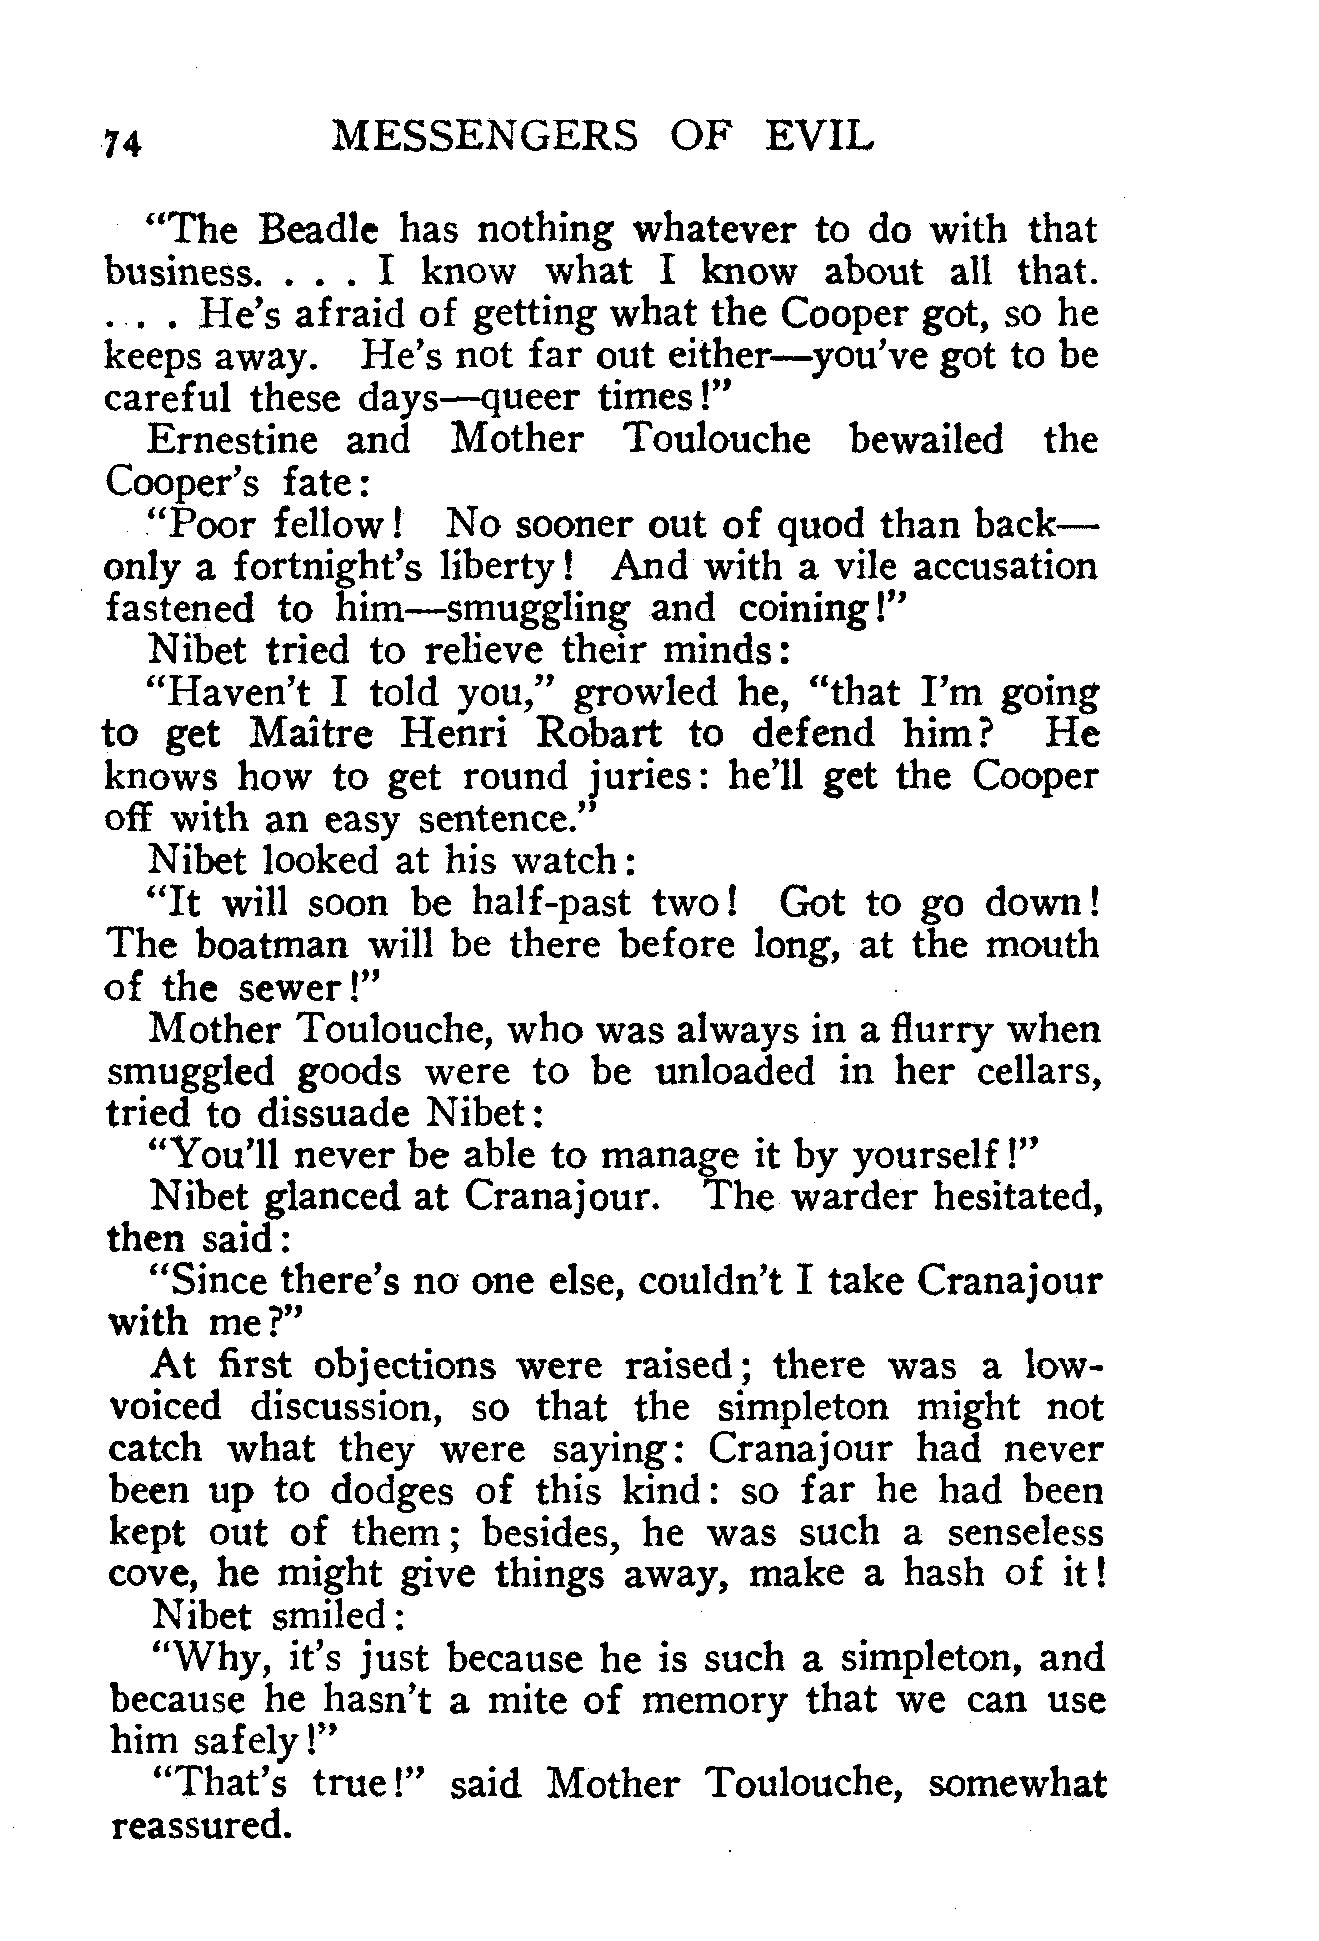 74 MESSENGERS OF EVIL
“The Beadle has nothing whatever to do with that
business. . . . I know what I know about all that.
. . . He's afraid of getting what the Cooper got, so he
keeps away. He's not far out either—you've got to be
careful these days—queer times!”
Ernestine and Mother Toulouche bewailed the
Cooper's fate:
“Poor fellow! No sooner out of quod than back—
only a fortnight's liberty! And with a vile accusation
fastened to him—smuggling and coining!”
Nibet tried to relieve their minds:
“Haven't I told you,” growled he, “that I'm going
to get Maître Henri Robart to defend him? He
knows how to get round juries: he'll get the Cooper
off with an easy sentence.”
Nibet looked at his watch:
“It will soon be half-past two! Got to go down!
The boatman will be there before long, at the mouth
of the sewer!”
Mother Toulouche, who was always in a flurry when
smuggled goods were to be unloaded in her cellars,
tried to dissuade Nibet:
“You'll never be able to manage it by yourself!”
Nibet glanced at Cranajour. The warder hesitated,
then said:
“Since there's no one else, couldn't I take Cranajour
with me?”
At first objections were raised; there was a low-
voiced discussion, so that the simpleton might not
catch what they were saying: Cranajour had never
been up to dodges of this kind: so far he had been
kept out of them; besides, he was such a senseless
cove, he might give things away, make a hash of it!
Nibet smiled:
“Why, it's just because he is such a simpleton, and
because he hasn't a mite of memory that we can use
him safely!”
“That's true!” said Mother Toulouche, somewhat
reassured.